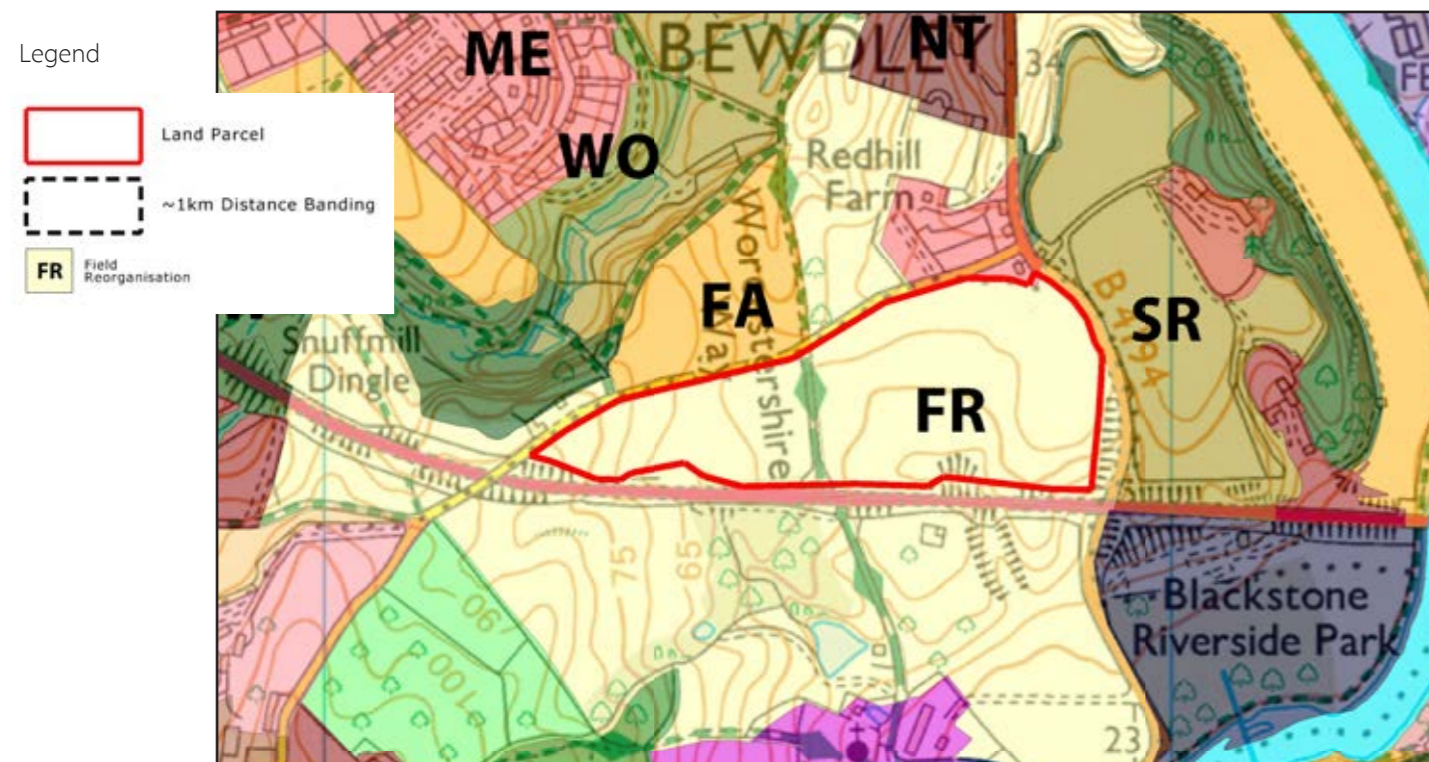 Legend
Land Parcel
~1km Distance Banding
FR
Field
Reorganisation
ME
BEWDLEY
NT
34
WO
Redhill
Farm
FA
Worcestershire
Way
B 4194
SR
Snuffmill
Dingle
FR
75
65
90
100
Blackstone
Riverside Park
23